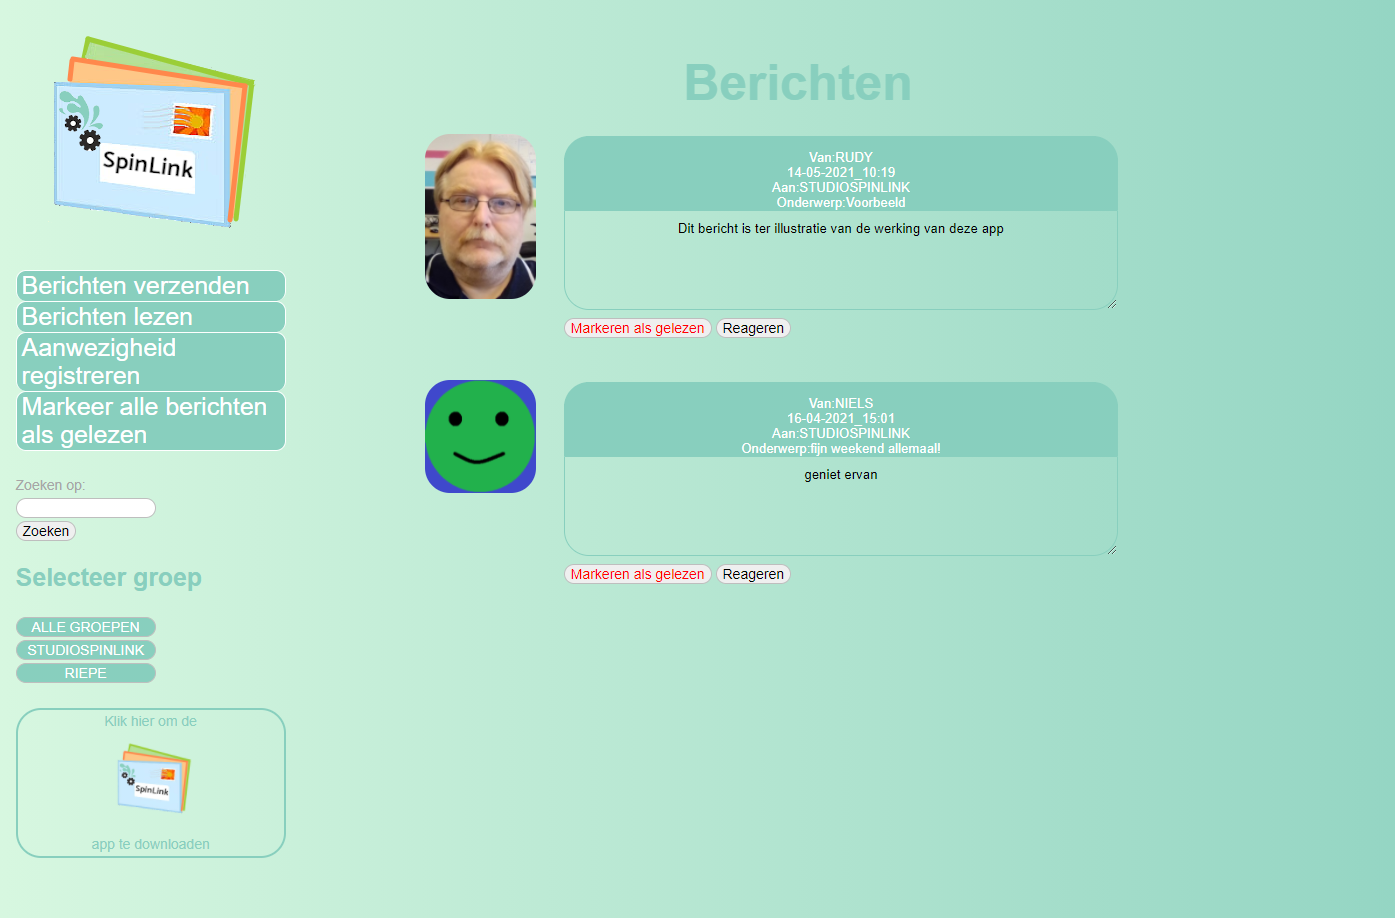 SpinLink
Berichten verzenden
Berichten lezen
Aanwezigheid
registreren
Markeer alle berichten
als gelezen
Zoeken op:
Zoeken
Selecteer groep
ALLE GROEPEN
STUDIOSPINLINK
RIEPE
Klik hier om de
SpinLink
app te downloaden
Berichten
Van:RUDY
14-05-2021_10:19
Aan:STUDIOSPINLINK
Onderwerp:Voorbeeld
Dit bericht is ter illustratie van de werking van deze app
Markeren als gelezen Reageren
Van:NIELS
16-04-2021_15:01
Aan:STUDIOSPINLINK
Onderwerp:fijn weekend allemaal!
geniet ervan
Markeren als gelezen Reageren